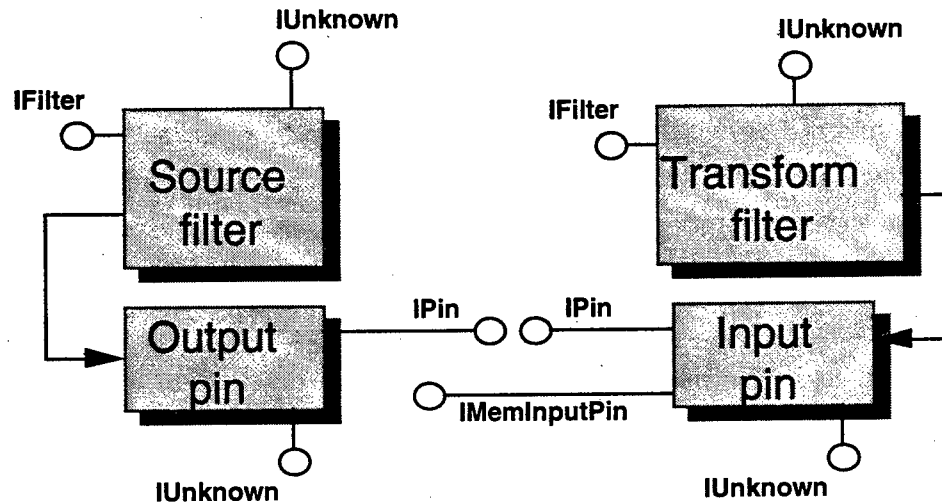 IUnknown
IUnknown
IFilter
IFilter
Source
filter
Transform
filter
IPin
IPin
Output
pin
Input
pin
IMemInputPin
IUnknown
IUnknown